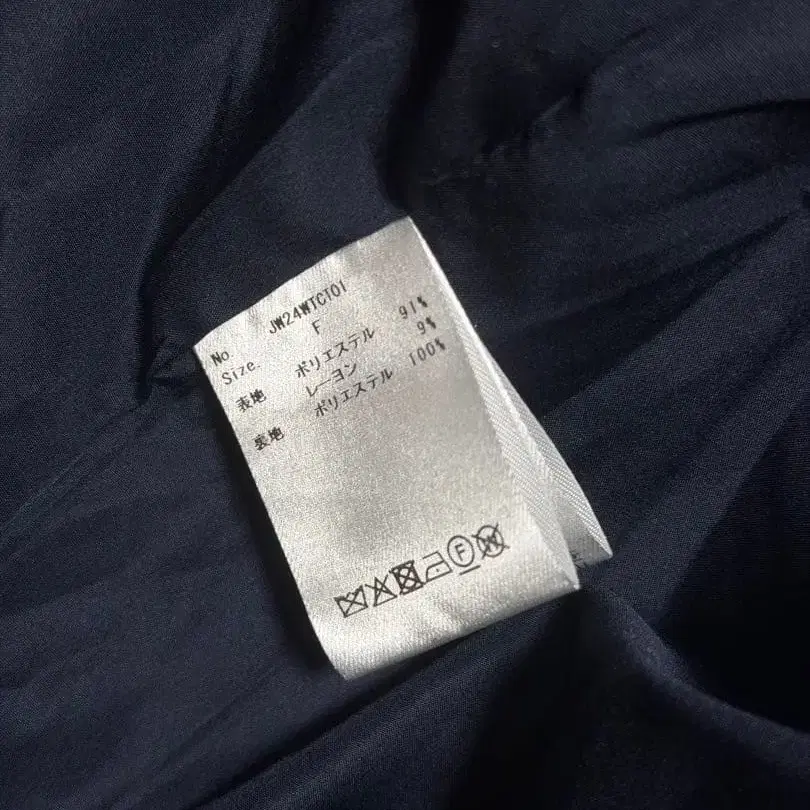 No. JW24WTCT01
Size. F
表地 ポリエステル 91%
レーヨン 9%
裏地 ポリエステル 100%
F
W